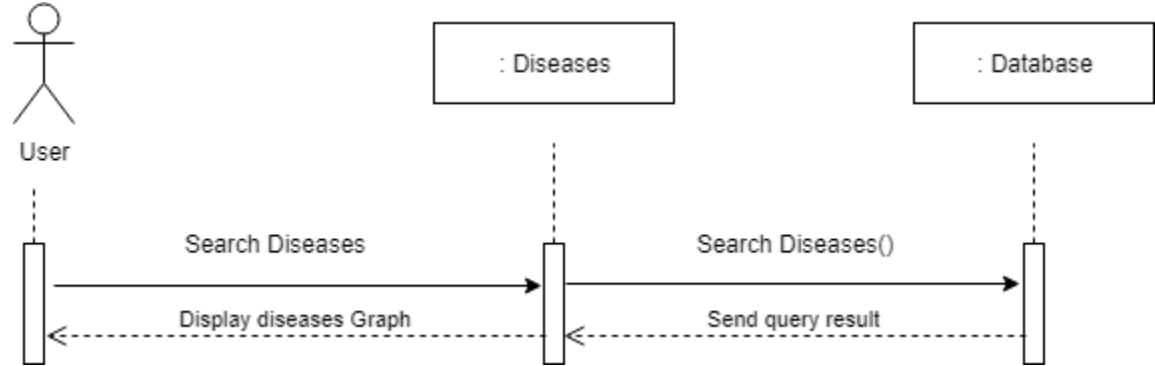 : Diseases
: Database
User
Search Diseases
Search Diseases()
Display diseases Graph
Send query result